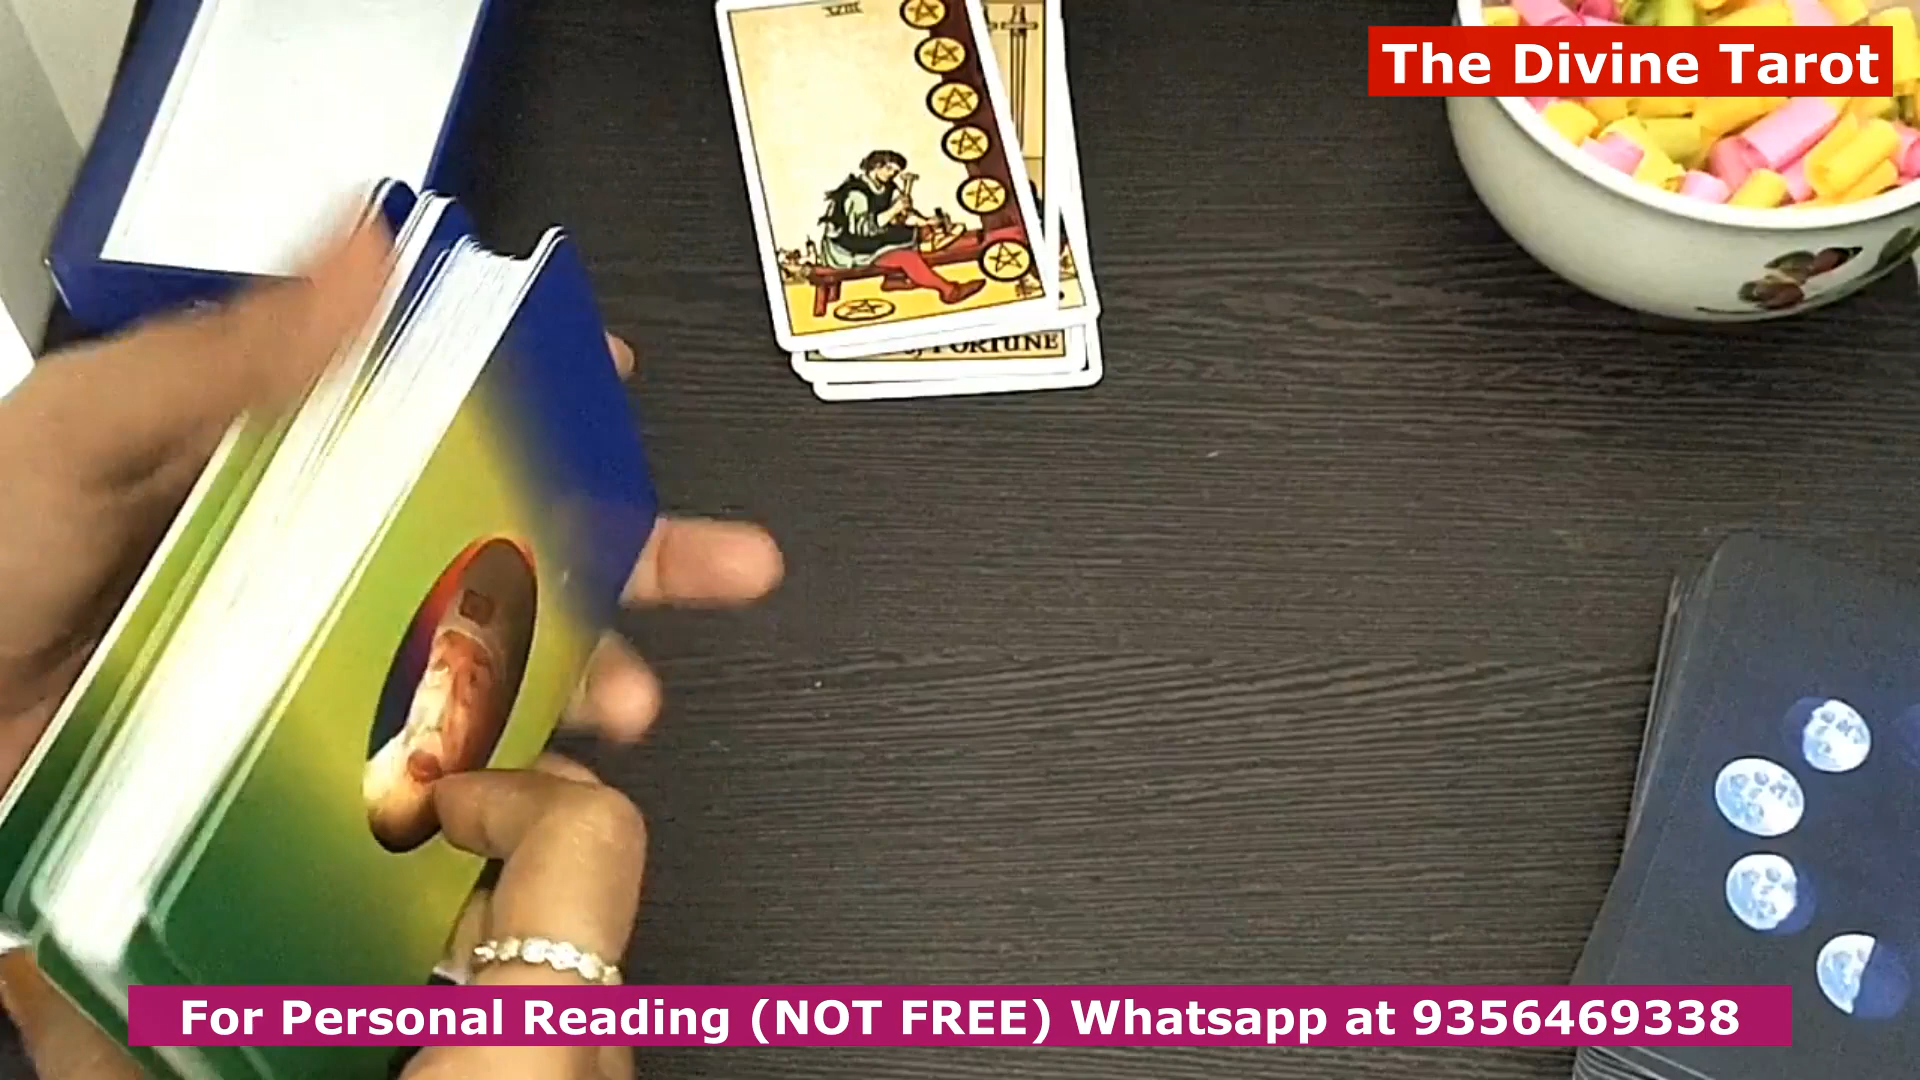 VIII
The Divine Tarot
FORTUNE
For Personal Reading (NOT FREE) Whatsapp at 9356469338